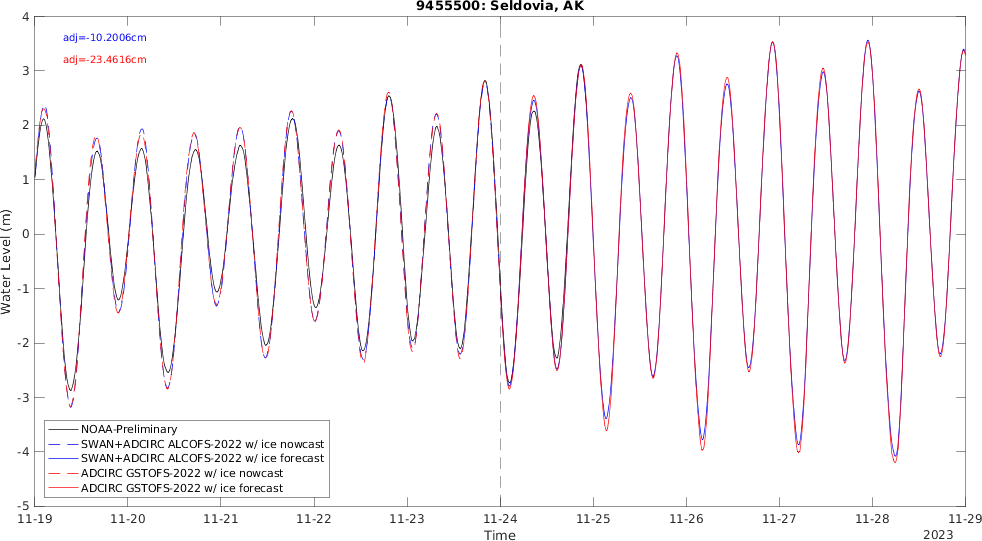 9455500: Seldovia, AK
adj=-10.2006cm
adj=-23.4616cm
4
3
2
1
0
-1
-2
-3
-4
-5
Water Level (m)
NOAA-Preliminary
SWAN+ADCIRC ALCOFS-2022 w/ ice nowcast
SWAN+ADCIRC ALCOFS-2022 w/ ice forecast
ADCIRC GSTOFS-2022 w/ ice nowcast
ADCIRC GSTOFS-2022 w/ ice forecast
11-19 11-20 11-21 11-22 11-23 11-24 11-25 11-26 11-27 11-28 11-29
Time
2023